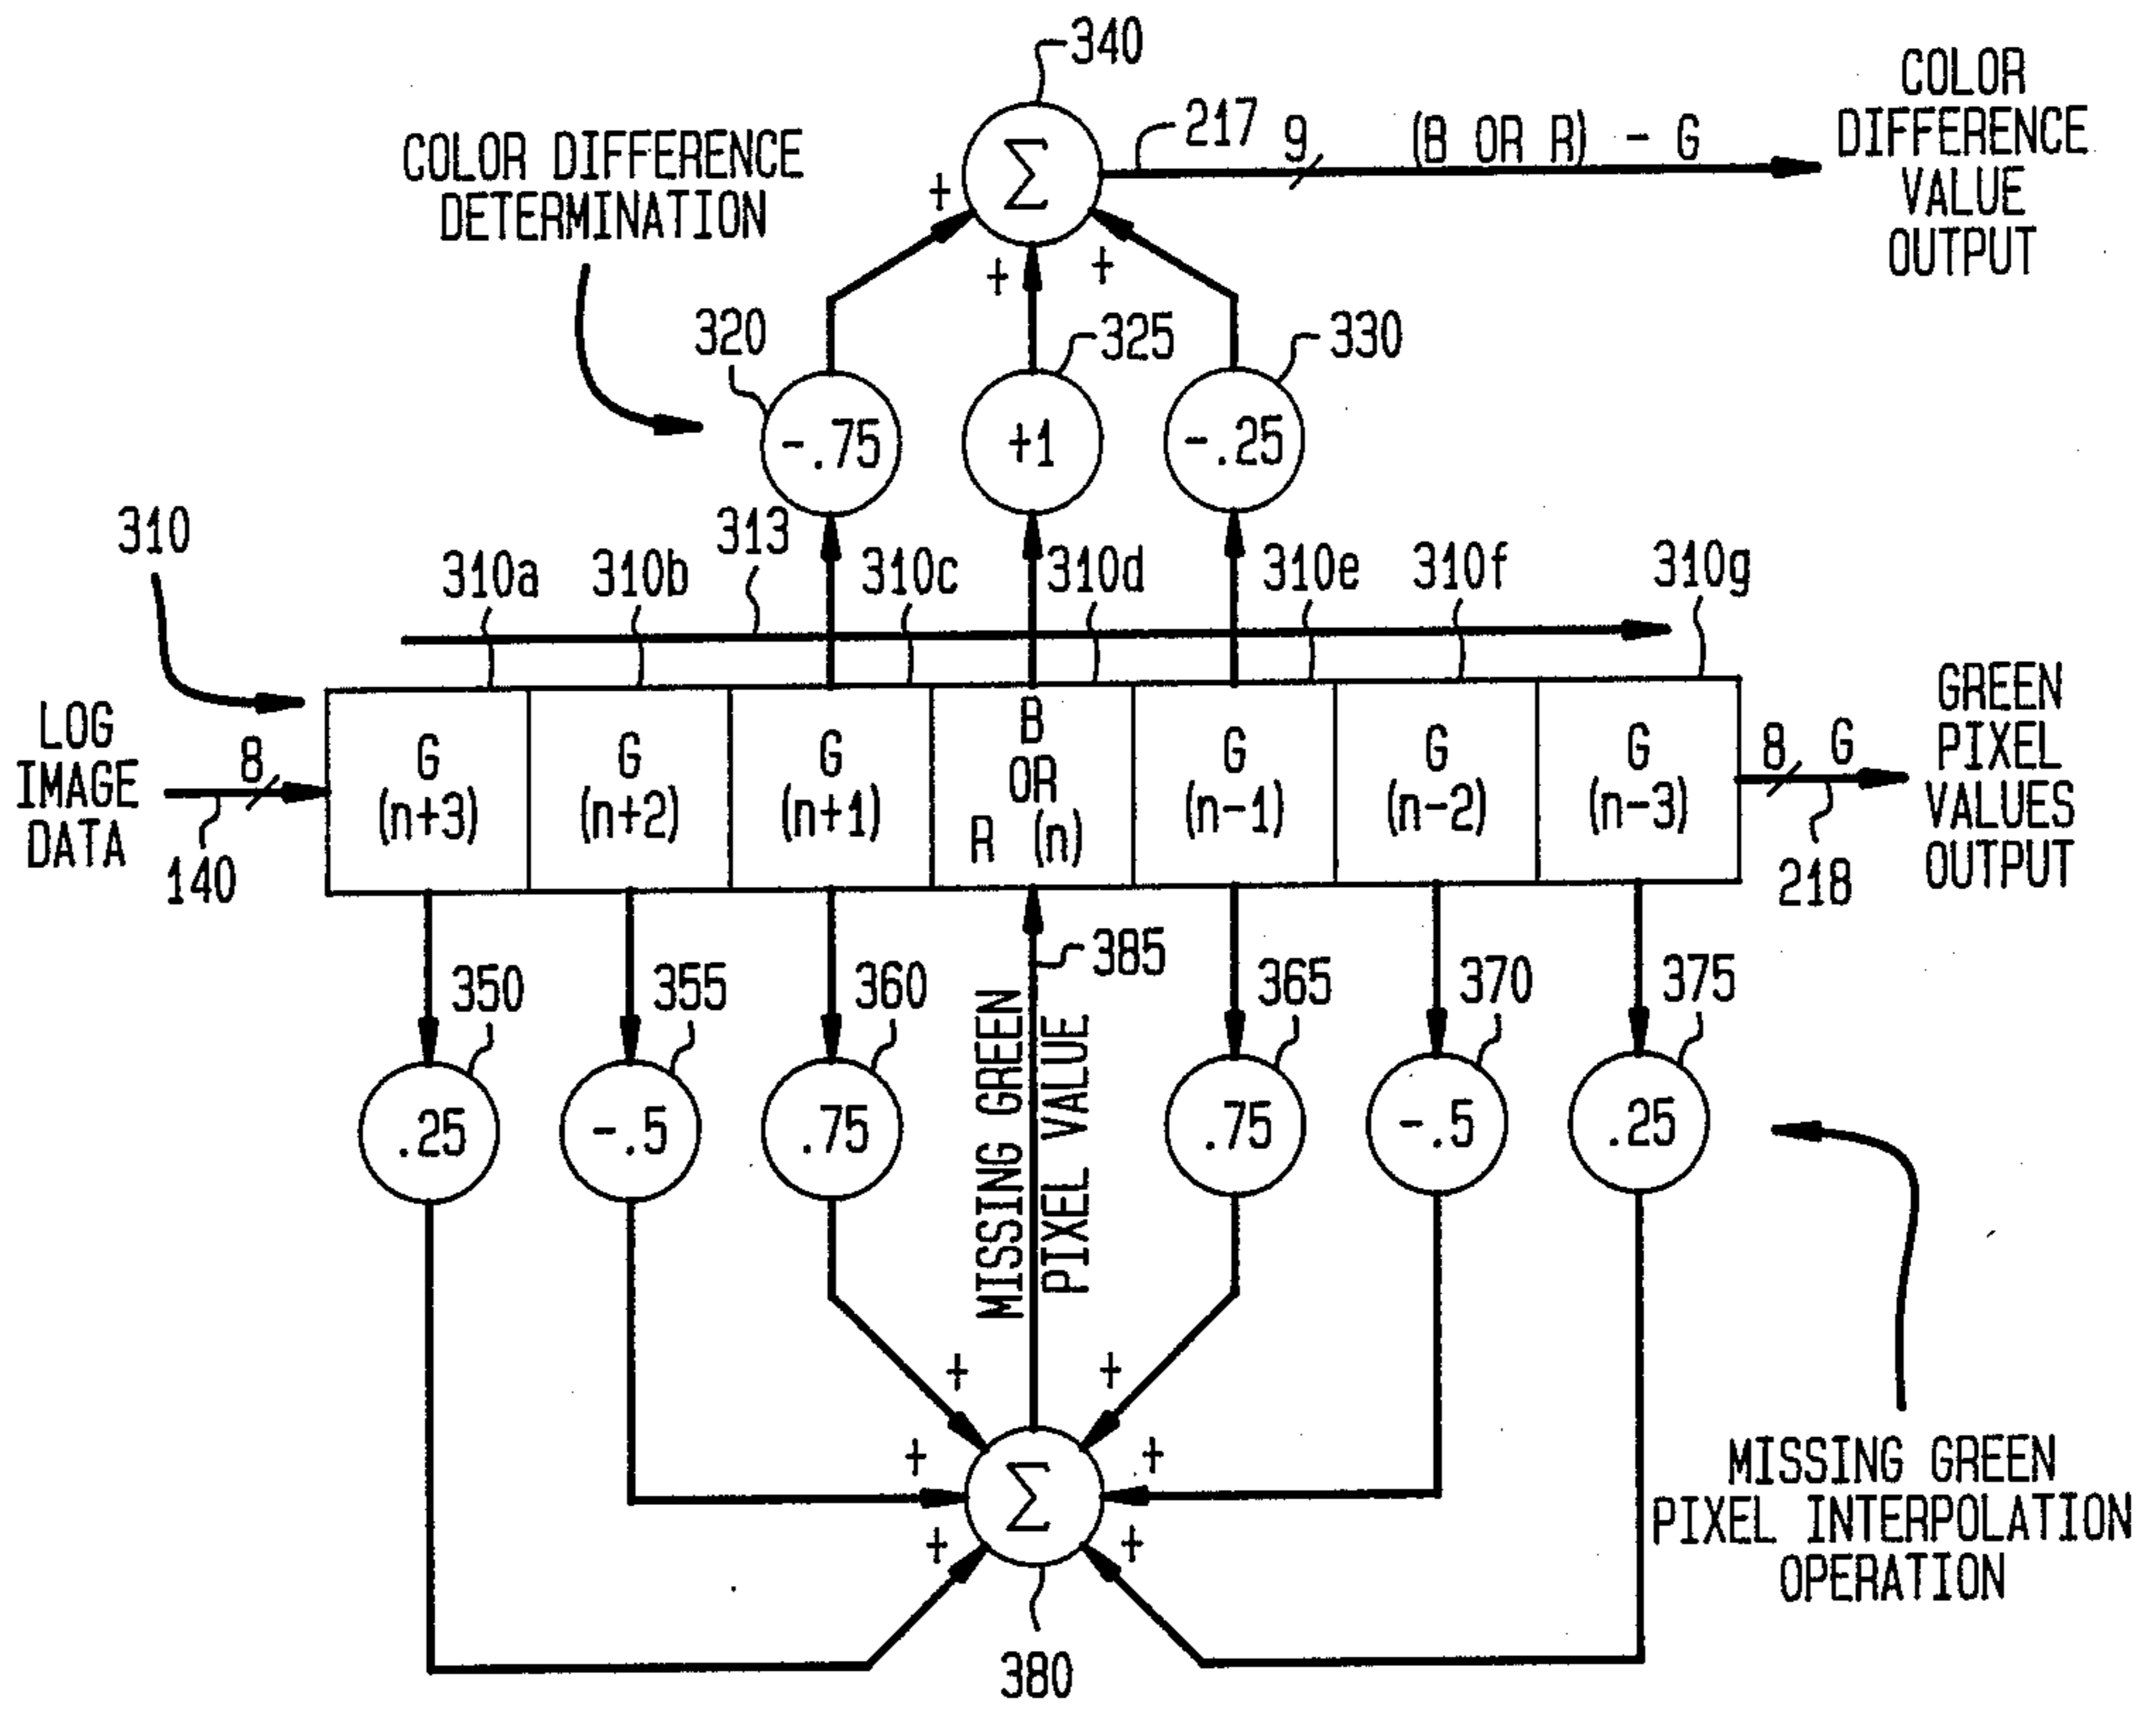 340
COLOR
DIFFERENCE
VALUE
OUTPUT
217
9
(B OR R) - G
COLOR DIFFERENCE
DETERMINATION
Σ
+
+
+
320
325
330
-.75
+1
-.25
310
313
310a
310b
310c
310d
310e
310f
310g
LOG
IMAGE
DATA
8
140
G
(n+3)
G
(n+2)
G
(n+1)
B
OR
R (n)
G
(n-1)
G
(n-2)
G
(n-3)
8
G
218
GREEN
PIXEL
VALUES
OUTPUT
350
355
360
385
365
370
375
.25
-.5
.75
MISSING GREEN
PIXEL VALUE
.75
-.5
.25
+
+
+
+
+
+
Σ
380
MISSING GREEN
PIXEL INTERPOLATION
OPERATION